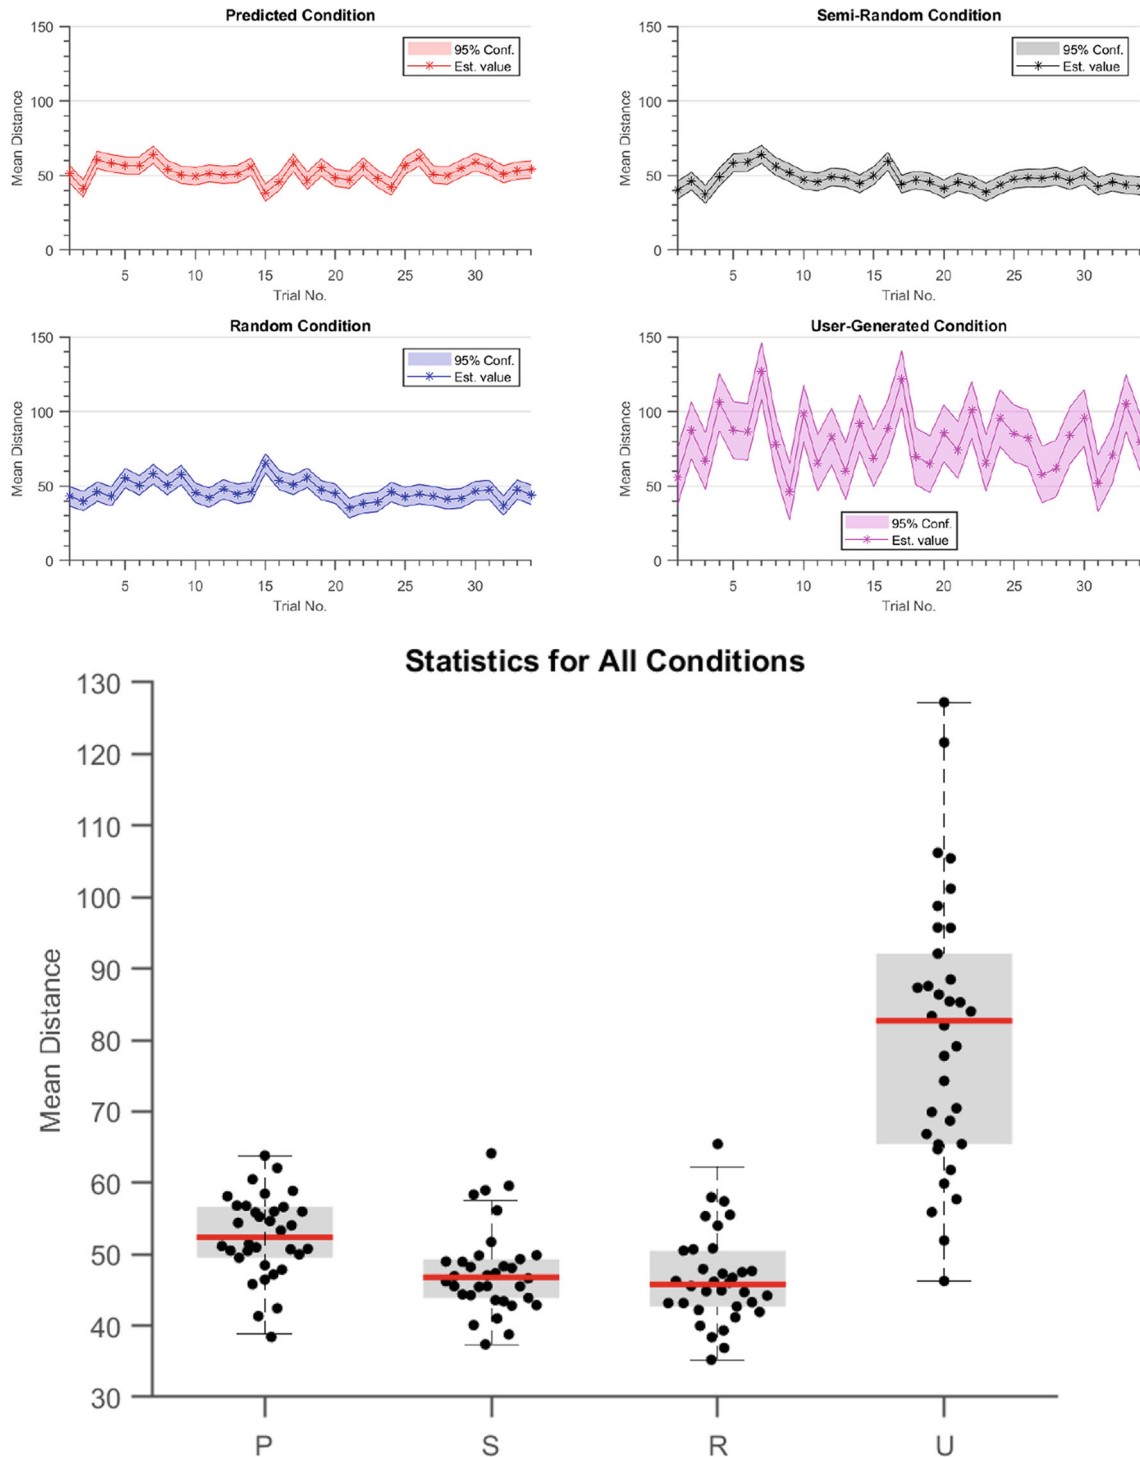 Predicted Condition
150
100
50
0
Mean Distance
95% Conf.
Est. value
5 10 15 20 25 30
Trial No.
Semi-Random Condition
150
100
50
0
Mean Distance
95% Conf.
Est. value
5 10 15 20 25 30
Trial No.
Random Condition
150
100
50
0
Mean Distance
95% Conf.
Est. value
5 10 15 20 25 30
Trial No.
User-Generated Condition
150
100
50
0
Mean Distance
95% Conf.
Est. value
5 10 15 20 25 30
Trial No.
Statistics for All Conditions
130
120
110
100
90
80
70
60
50
40
30
Mean Distance
P S R U